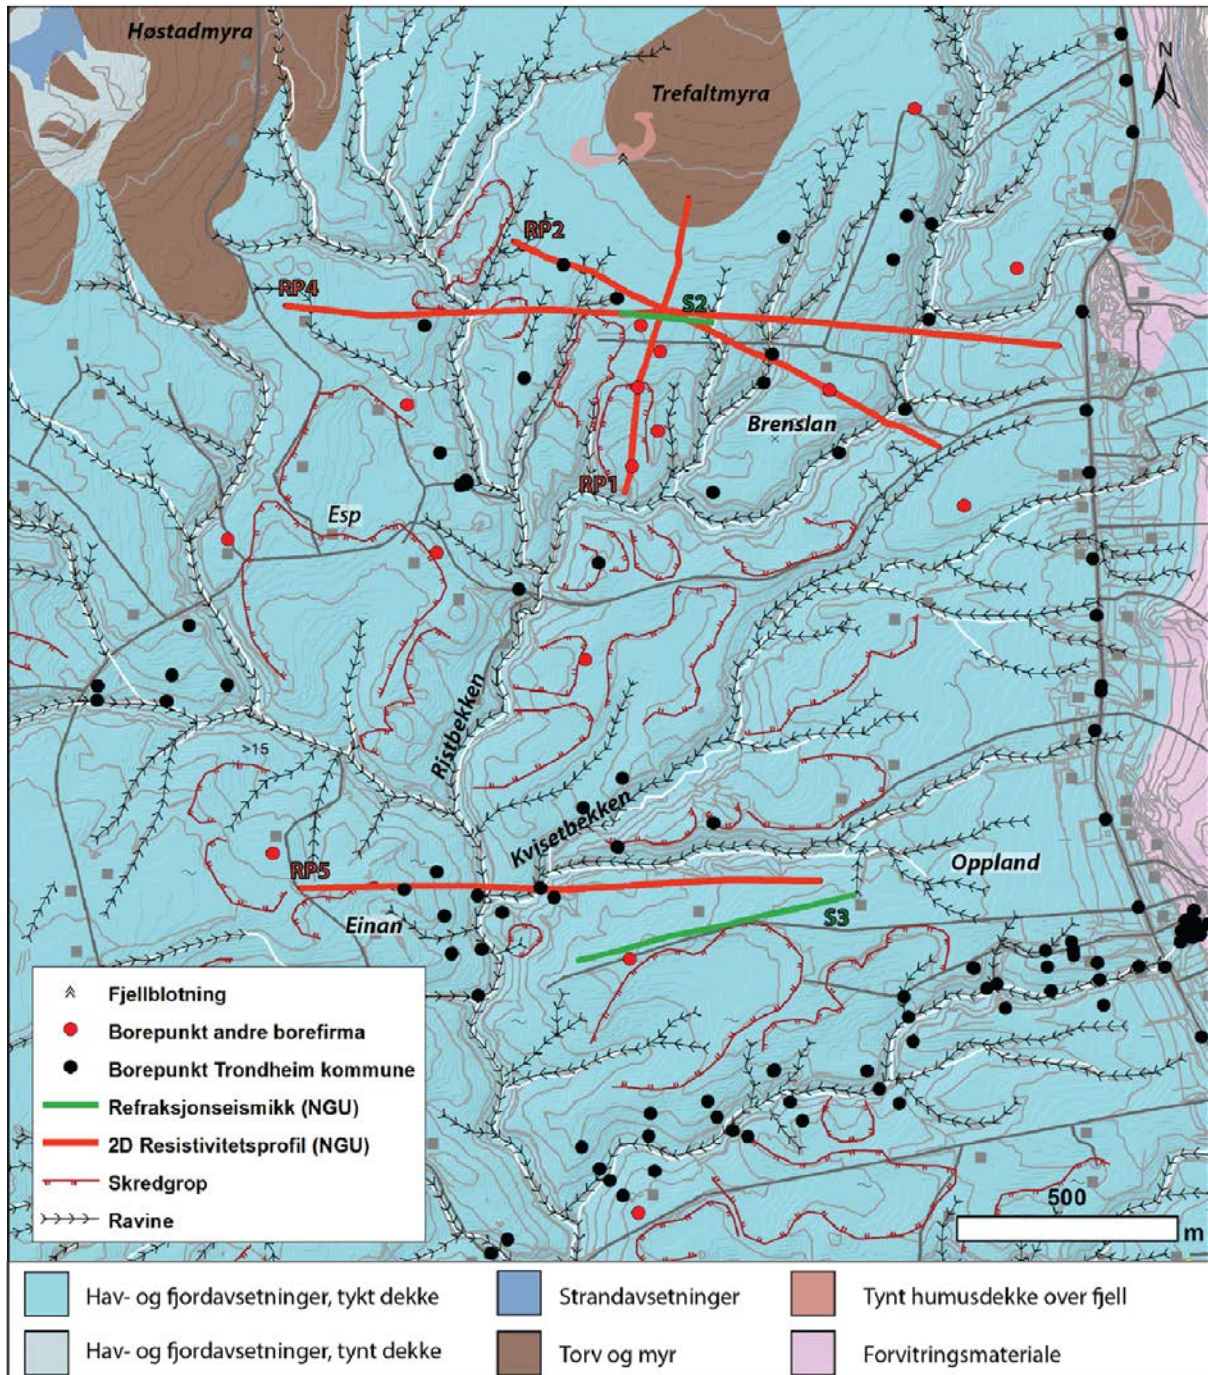 Høstadmyra
N
Trefaltmyra
RP2
RP4
S2
Brenslan
RP1
Esp
Ristbekken
>15
Kvisetbekken
RP5
Oppland
Einan
S3
Fjellblotning
Borepunkt andre borefirma
Borepunkt Trondheim kommune
Refraksjonseismikk (NGU)
2D Resistivitetsprofil (NGU)
Skredgrop
Ravine
500
m
Hav- og fjordavsetninger, tykt dekke
Strandavsetninger
Tynt humusdekke over fjell
Hav- og fjordavsetninger, tynt dekke
Torv og myr
Forvitringsmateriale